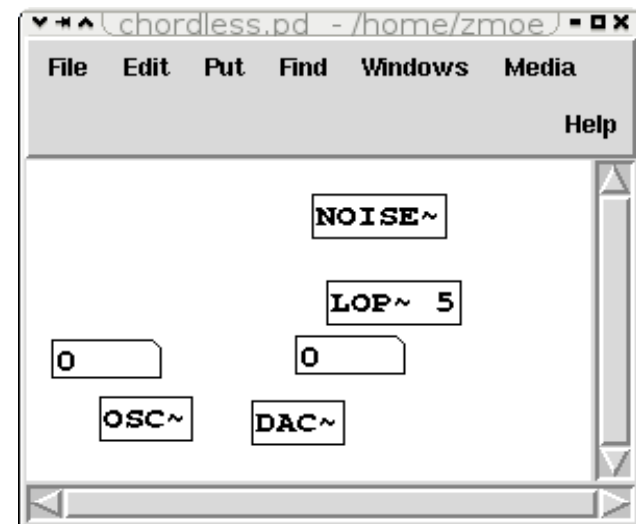 chordless.pd - /home/zmoe
File Edit Put Find Windows Media
Help
NOISE~
LOP~ 5
0
0
OSC~
DAC~